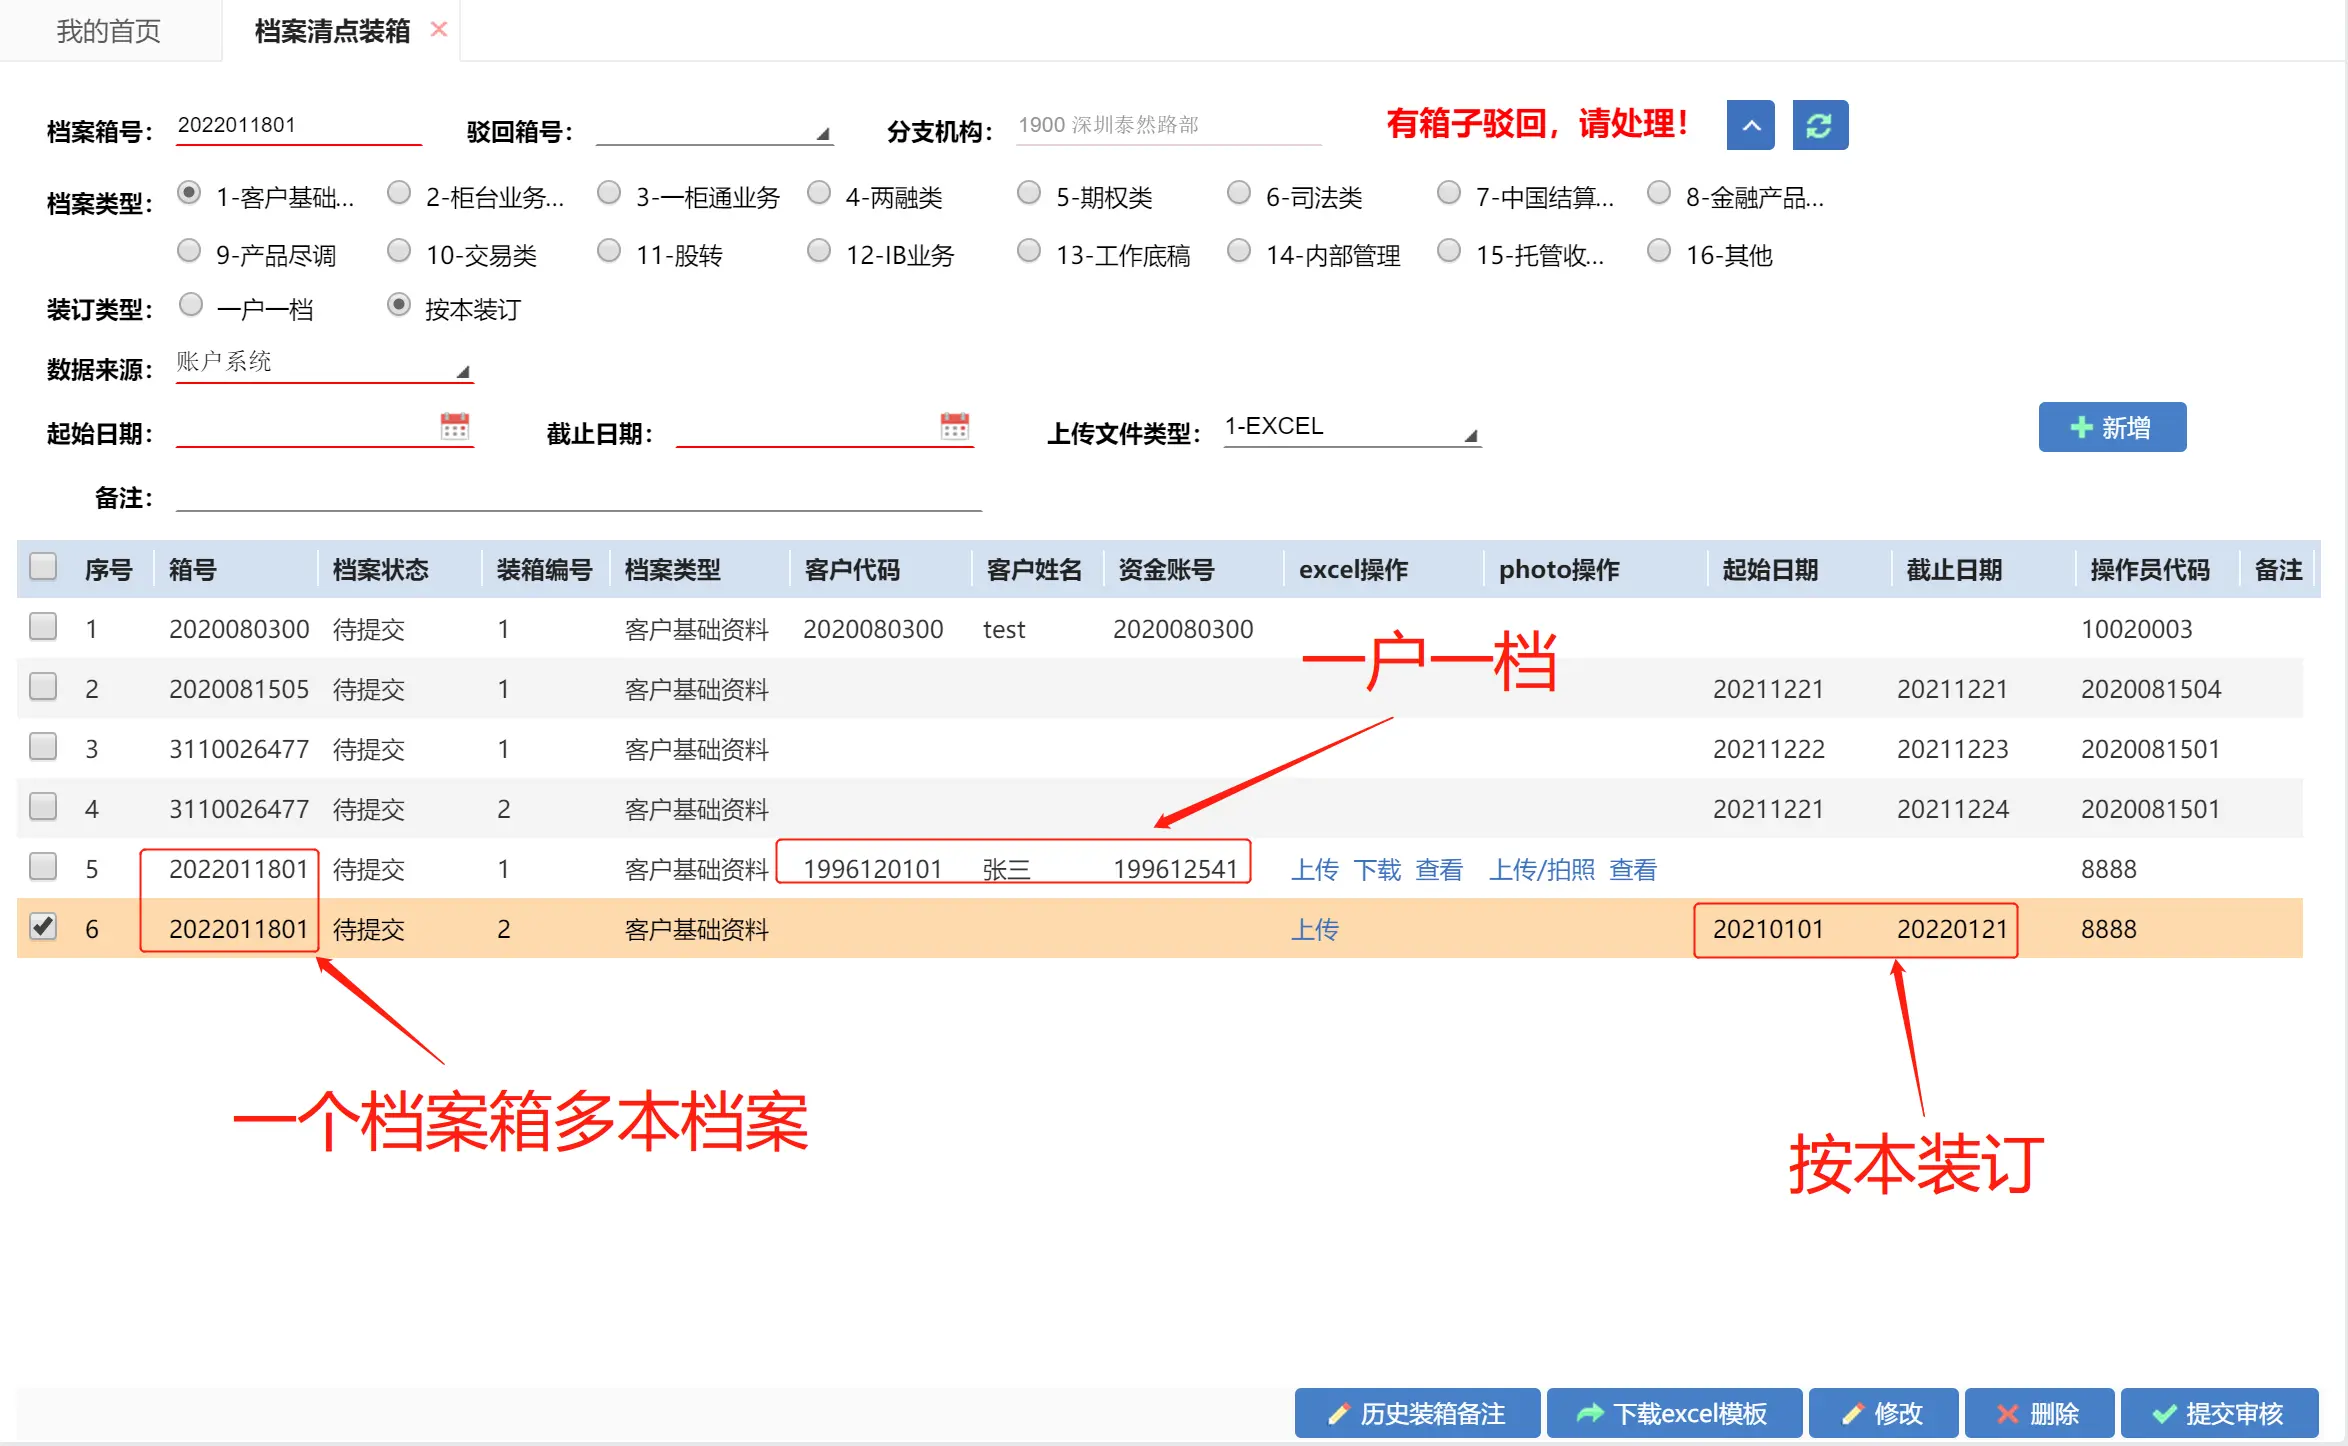 我的首页 档案清点装箱
档案箱号： 2022011801 驳回箱号： 分支机构： 1900 深圳泰然路部 有箱子驳回，请处理！
档案类型： 1-客户基础... 2-柜台业务... 3-一柜通业务 4-两融类 5-期权类 6-司法类 7-中国结算... 8-金融产品...
9-产品尽调 10-交易类 11-股转 12-IB业务 13-工作底稿 14-内部管理 15-托管收... 16-其他
装订类型： 一户一档 按本装订
数据来源： 账户系统
起始日期： 截止日期： 上传文件类型： 1-EXCEL 新增
备注：
序号 箱号 档案状态 装箱编号 档案类型 客户代码 客户姓名 资金账号 excel操作 photo操作 起始日期 截止日期 操作员代码 备注
1 2020080300 待提交 1 客户基础资料 2020080300 test 2020080300 10020003
一户一档
2 2020081505 待提交 1 客户基础资料 20211221 20211221 2020081504
3 3110026477 待提交 1 客户基础资料 20211222 20211223 2020081501
4 3110026477 待提交 2 客户基础资料 20211221 20211224 2020081501
5 2022011801 待提交 1 客户基础资料 1996120101 张三 199612541 上传 下载 查看 上传/拍照 查看 8888
6 2022011801 待提交 2 客户基础资料 上传 20210101 20220121 8888
一个档案箱多本档案
按本装订
历史装箱备注 下载excel模板 修改 删除 提交审核